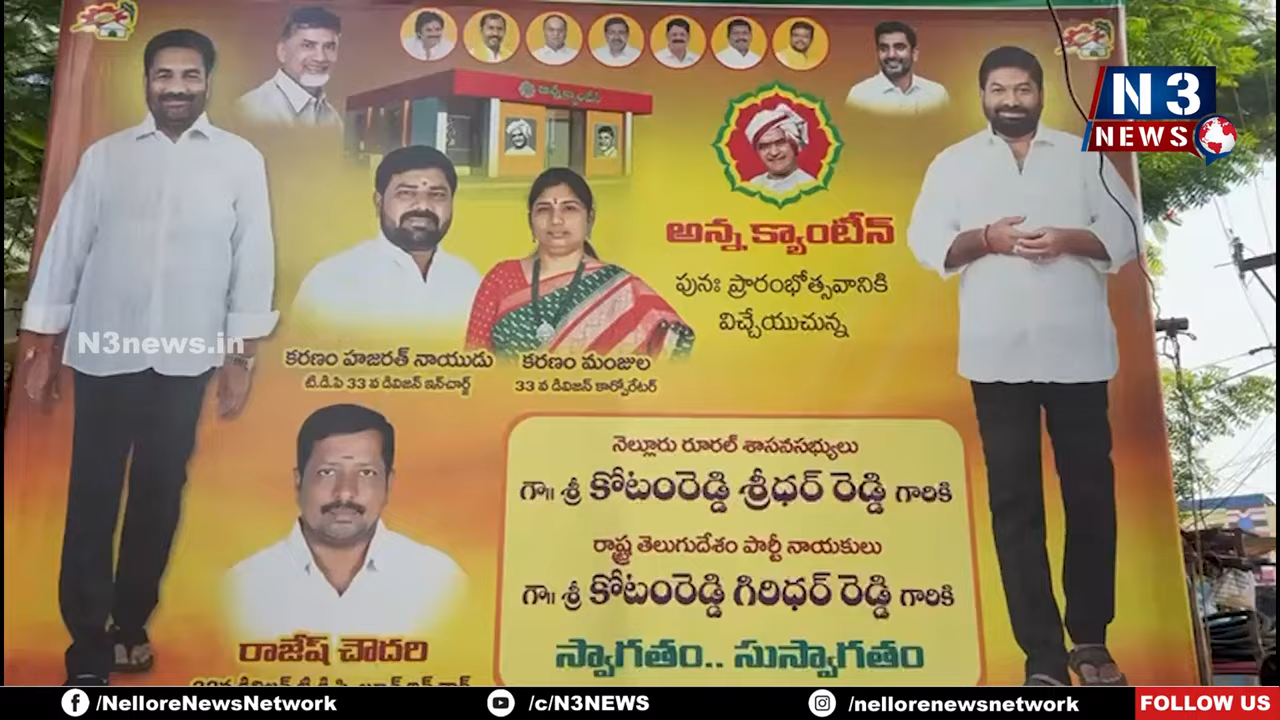 అన్న క్యాంటీన్
N3
NEWS
అన్న క్యాంటీన్
పునః ప్రారంభోత్సవానికి
విచ్చేయుచున్న
N3news.in
కరణం హజరత్ నాయుడు
టి.డి.పి 33 వ డివిజన్ ఇన్‌చార్జ్
కరణం మంజుల
33 వ డివిజన్ కార్పోరేటర్
నెల్లూరు రూరల్ శాసనసభ్యులు
గౌ॥ శ్రీ కోటంరెడ్డి శ్రీధర్ రెడ్డి గారికి
రాష్ట్ర తెలుగుదేశం పార్టీ నాయకులు
గౌ॥ శ్రీ కోటంరెడ్డి గిరిధర్ రెడ్డి గారికి
స్వాగతం.. సుస్వాగతం
రాజేష్ చౌదరి
/NelloreNewsNetwork
/c/N3NEWS
/nellorenewsnetwork
FOLLOW US